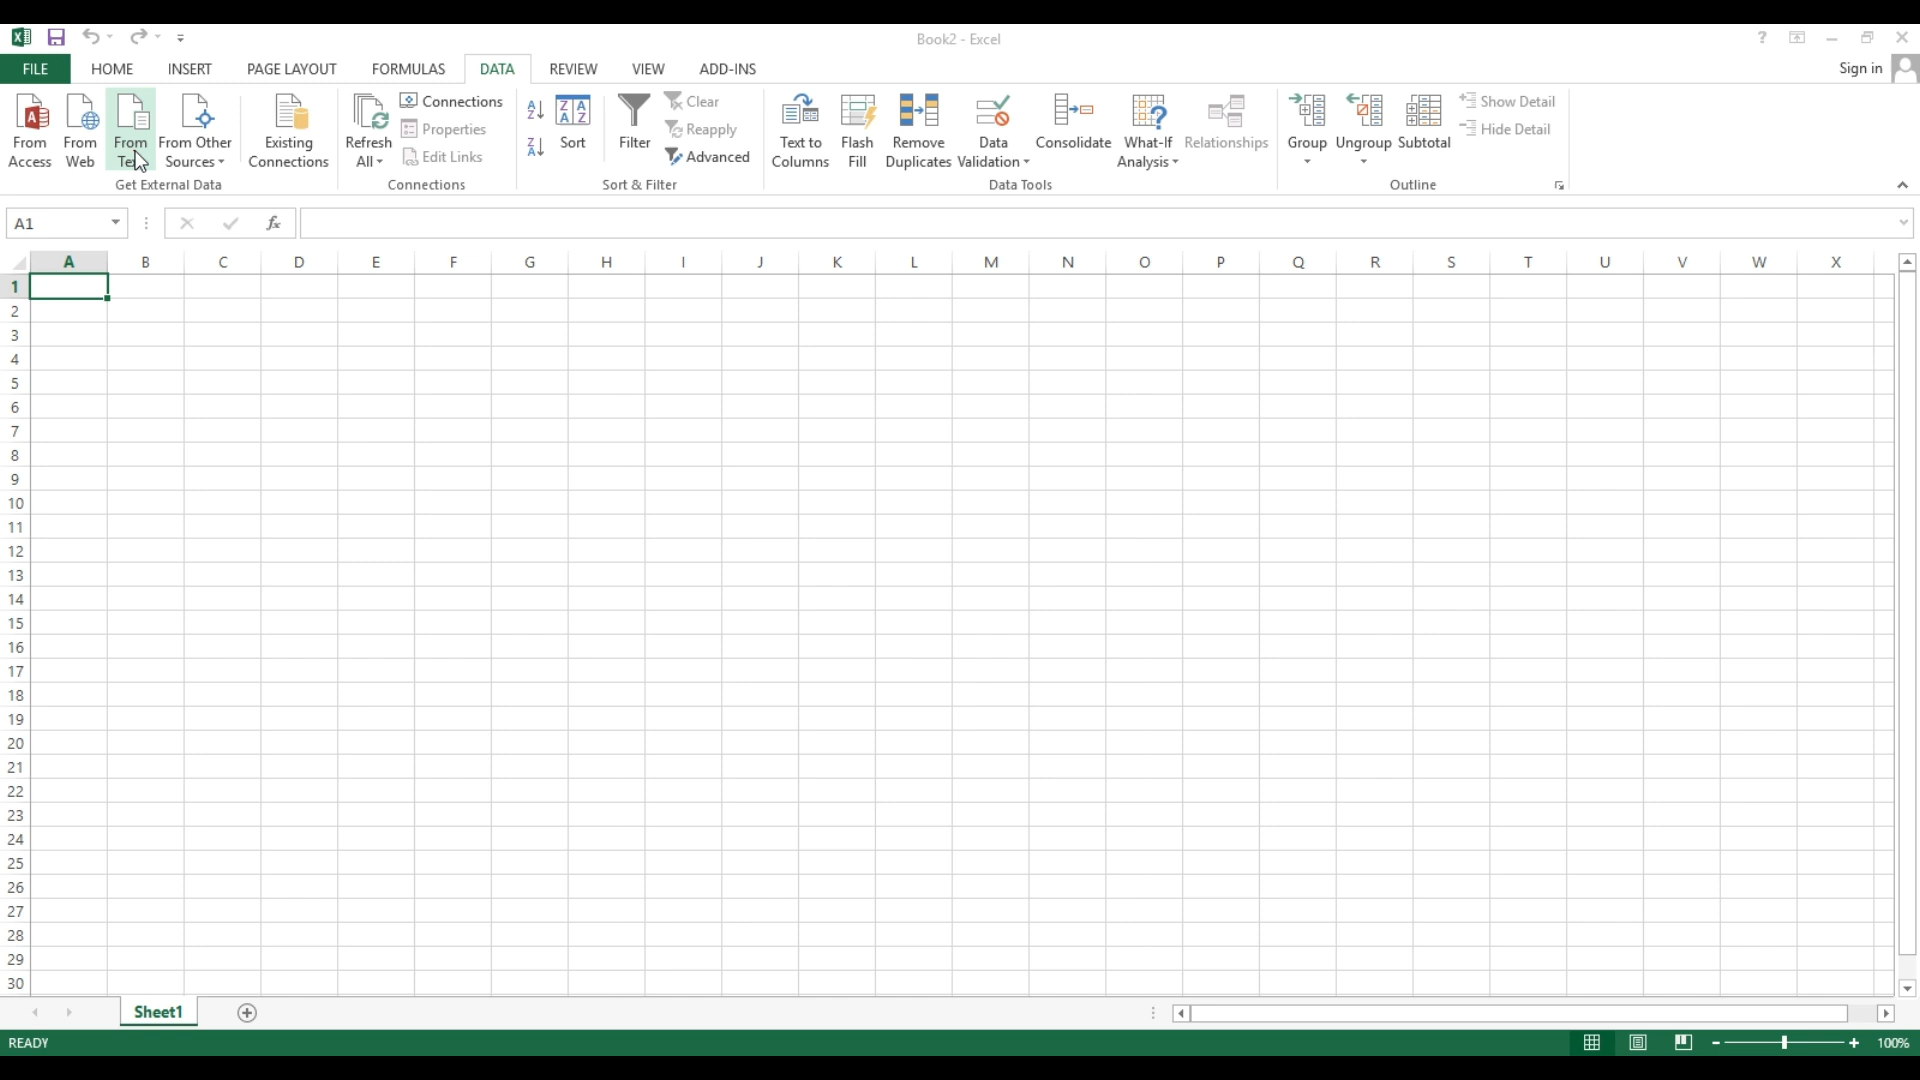 Book2 - Excel
FILE HOME INSERT PAGE LAYOUT FORMULAS DATA REVIEW VIEW ADD-INS Sign in
From Access
From Web
From
From Other Sources
Existing Connections
Get External Data
Refresh All
Connections
Properties
Edit Links
Connections
Sort
Filter
Clear
Reapply
Advanced
Sort & Filter
Text to Columns
Flash Fill
Remove Duplicates
Data Validation
Consolidate
What-If Analysis
Relationships
Data Tools
Group
Ungroup
Subtotal
Show Detail
Hide Detail
Outline
A1
fx
A B C D E F G H I J K L M N O P Q R S T U V W X
1
2
3
4
5
6
7
8
9
10
11
12
13
14
15
16
17
18
19
20
21
22
23
24
25
26
27
28
29
30
Sheet1
READY 100%